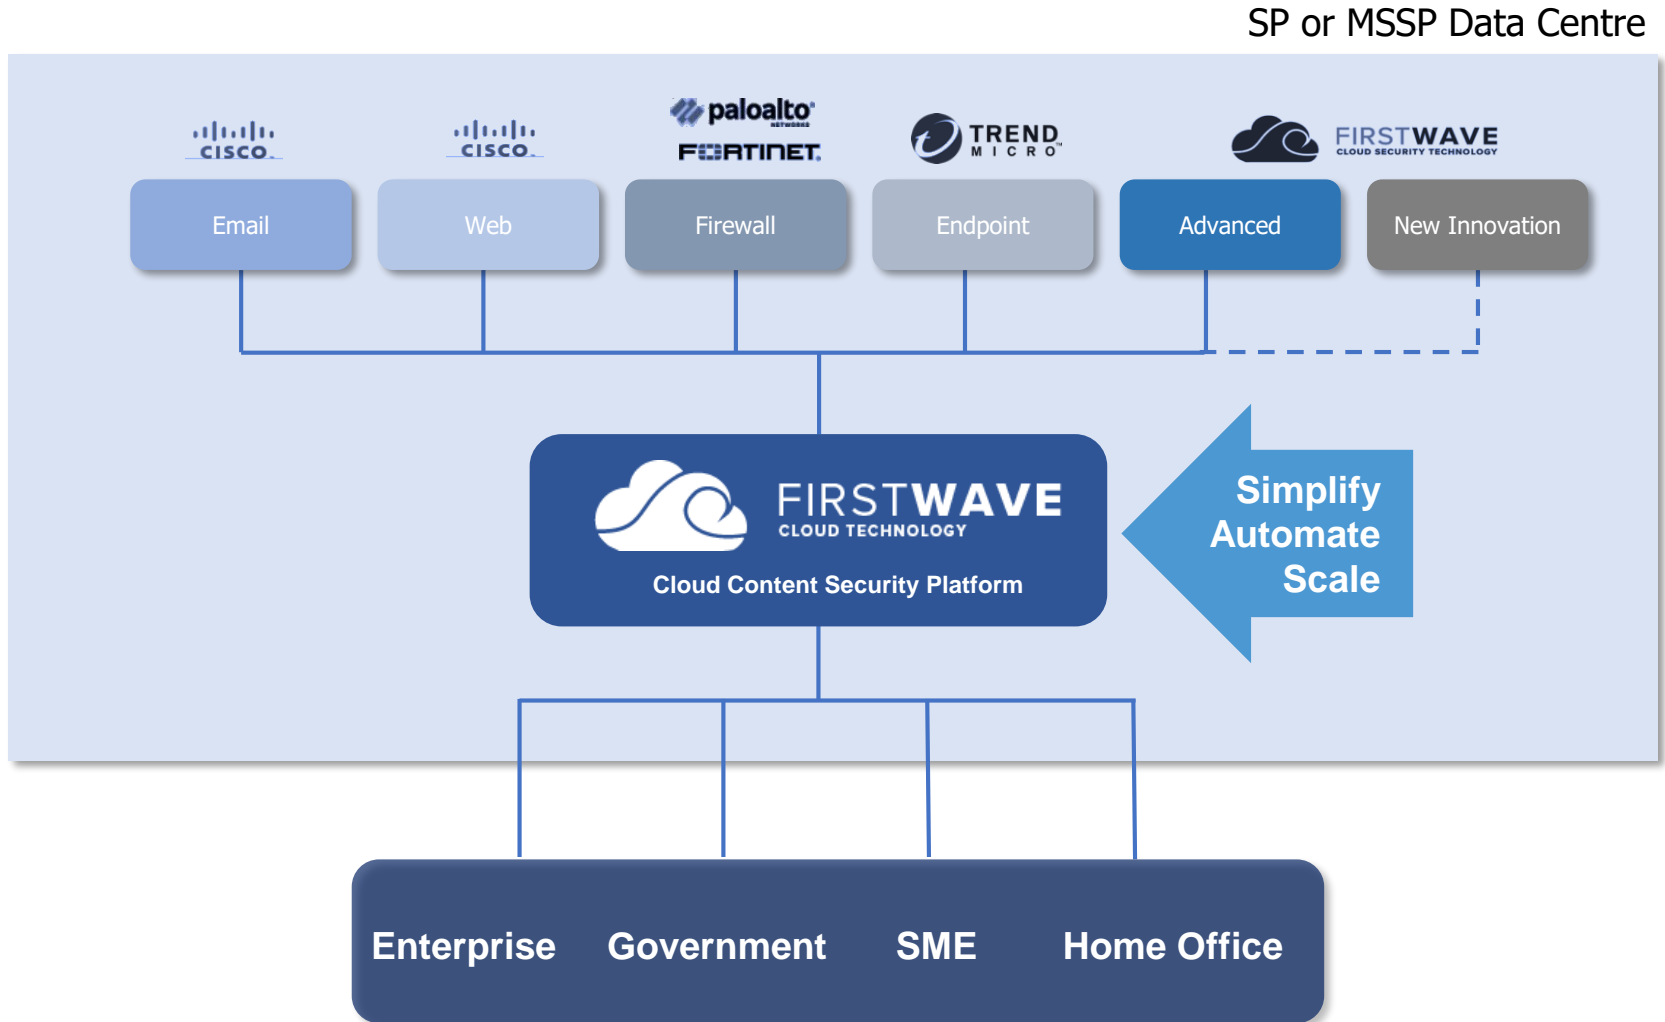 SP or MSSP Data Centre
CISCO
CISCO
paloalto
NETWORKS
FORTINET
TREND
MICRO
FIRSTWAVE
CLOUD SECURITY TECHNOLOGY
Email
Web
Firewall
Endpoint
Advanced
New Innovation
FIRSTWAVE
CLOUD TECHNOLOGY
Cloud Content Security Platform
Simplify
Automate
Scale
Enterprise
Government
SME
Home Office